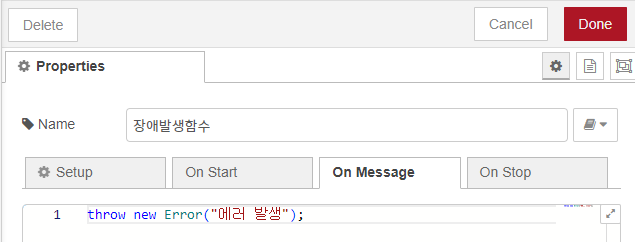 Delete
Cancel
Done
Properties
Name
장애발생함수
Setup
On Start
On Message
On Stop
1 throw new Error("에러 발생");